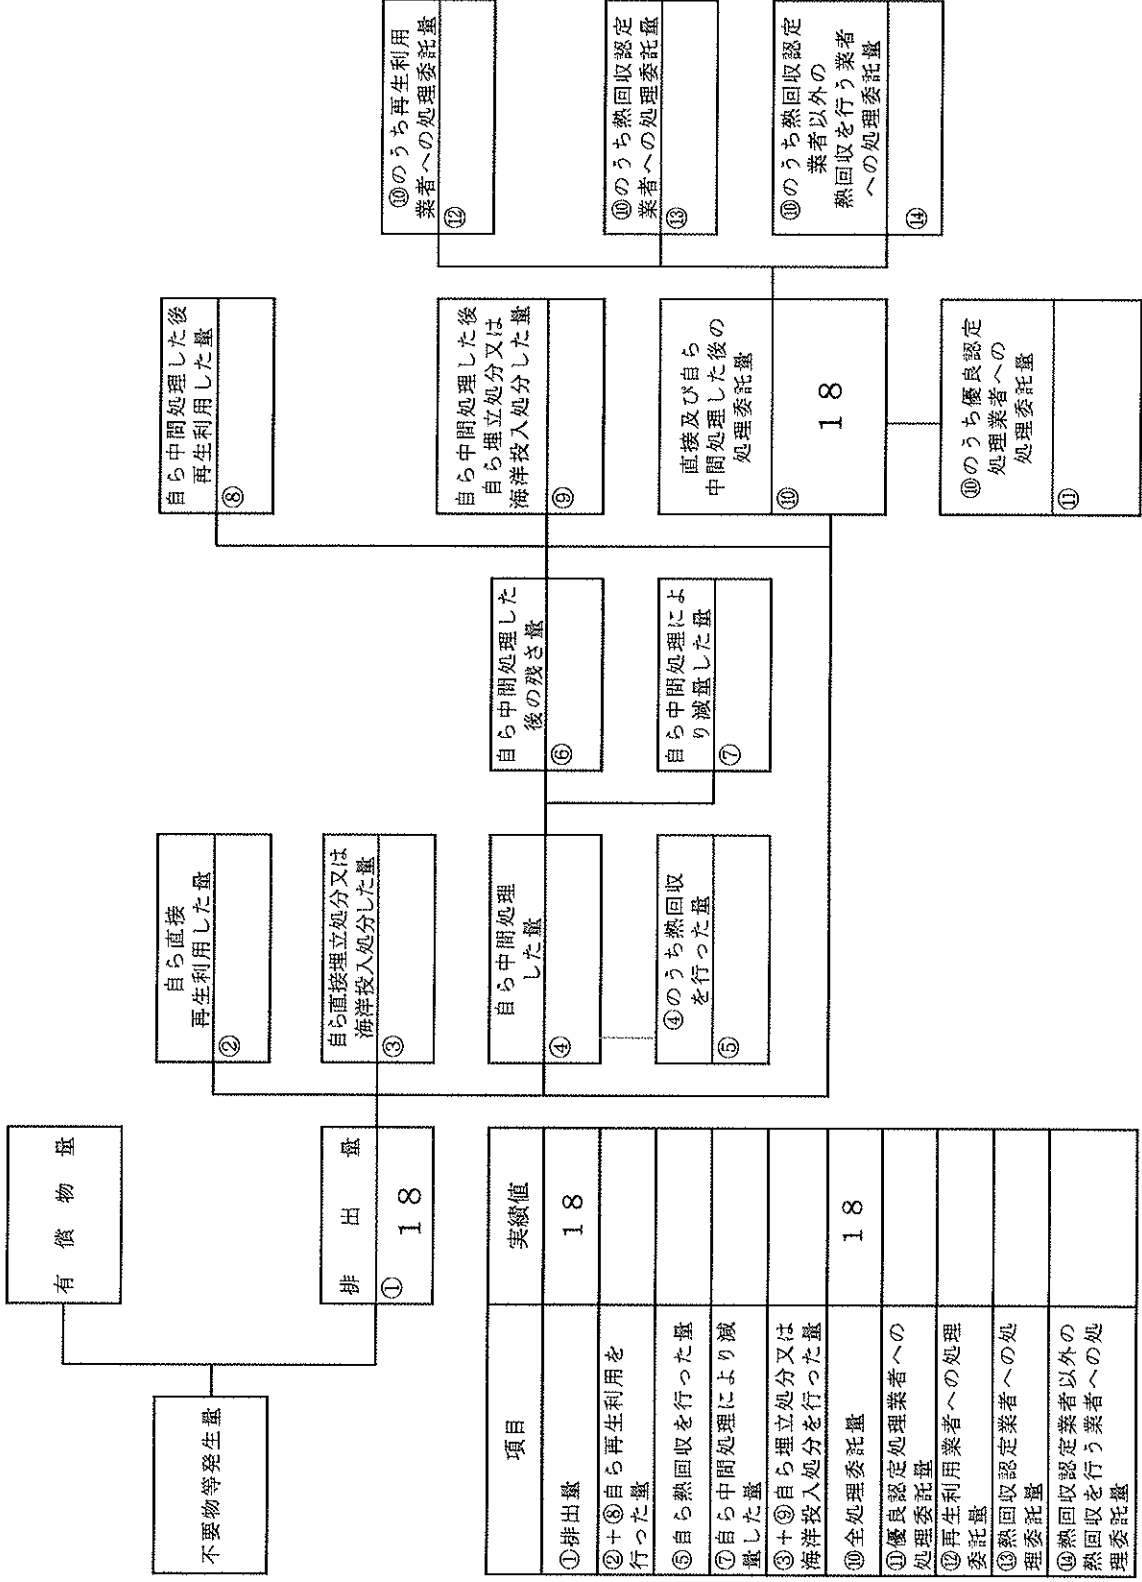 不要物等発生量
有償物量
排出量
①
18
自ら直接
再生利用した量
②
自ら直接埋立処分又は
海洋投入処分した量
③
自ら中間処理
した量
④
④のうち熱回収
を行った量
⑤
自ら中間処理した
後の残さ量
⑥
自ら中間処理によ
り減量した量
⑦
自ら中間処理した後
再生利用した量
⑧
自ら中間処理した後
自ら埋立処分又は
海洋投入処分した量
⑨
直接及び自ら
中間処理した後の
処理委託量
⑩
18
⑩のうち優良認定
処理業者への
処理委託量
⑪
⑩のうち再生利用
業者への処理委託量
⑫
⑩のうち熱回収認定
業者への処理委託量
⑬
⑩のうち熱回収認定
業者以外の
熱回収を行う業者
への処理委託量
⑭
項目 実績値
①排出量 18
②+⑧自ら再生利用を
行った量
⑤自ら熱回収を行った量
⑦自ら中間処理により減
量した量
③+⑨自ら埋立処分又は
海洋投入処分を行った量
⑩全処理委託量 18
⑪優良認定処理業者への
処理委託量
⑫再生利用業者への処理
委託量
⑬熱回収認定業者への処
理委託量
⑭熱回収認定業者以外の
熱回収を行う業者への処
理委託量